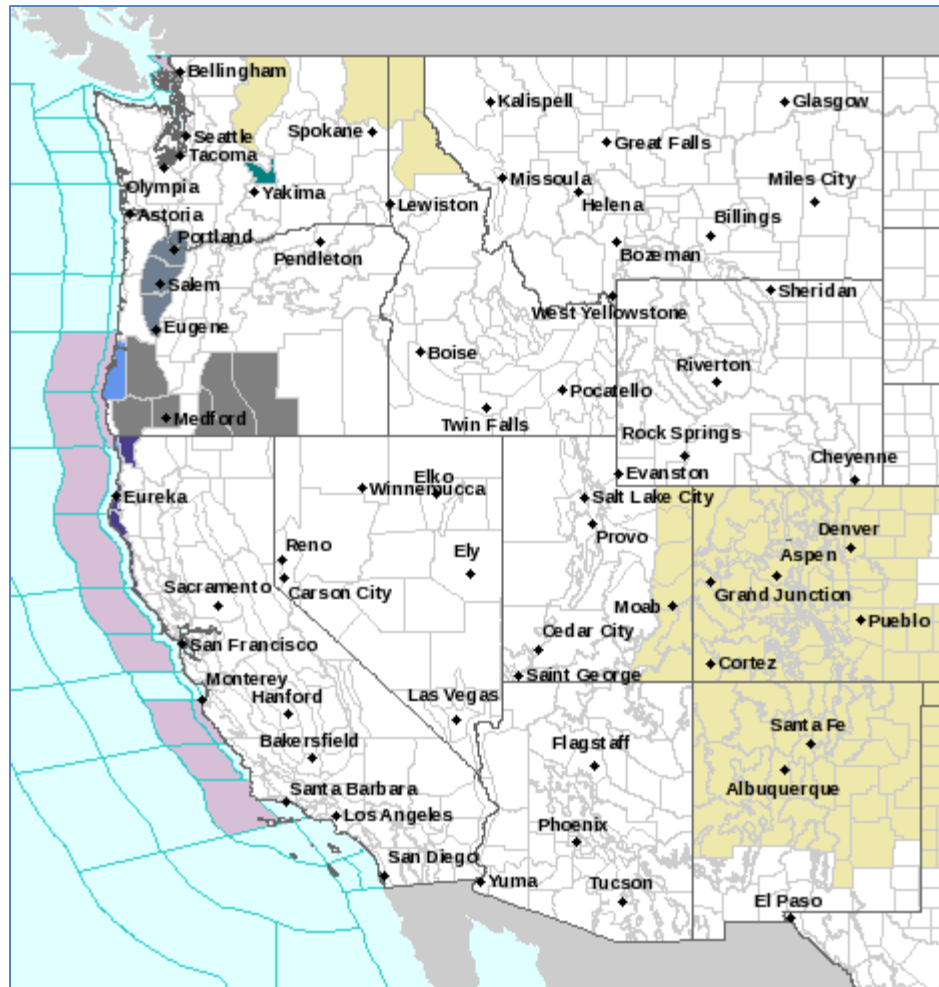 Bellingham
Kalispell
Glasgow
Seattle
Spokane
Great Falls
Tacoma
Olympia
Missoula
Miles City
Yakima
Helena
Lewiston
Astoria
Billings
Portland
Pendleton
Bozeman
Salem
Sheridan
West Yellowstone
Eugene
Boise
Riverton
Pocatello
Medford
Twin Falls
Rock Springs
Cheyenne
Elko
Evanston
Winnemucca
Eureka
Salt Lake City
Denver
Provo
Reno
Ely
Aspen
Sacramento
Carson City
Grand Junction
Moab
Pueblo
Cedar City
San Francisco
Cortez
Saint George
Monterey
Hanford
Las Vegas
Santa Fe
Bakersfield
Flagstaff
Santa Barbara
Albuquerque
Los Angeles
Phoenix
San Diego
Yuma
Tucson
El Paso